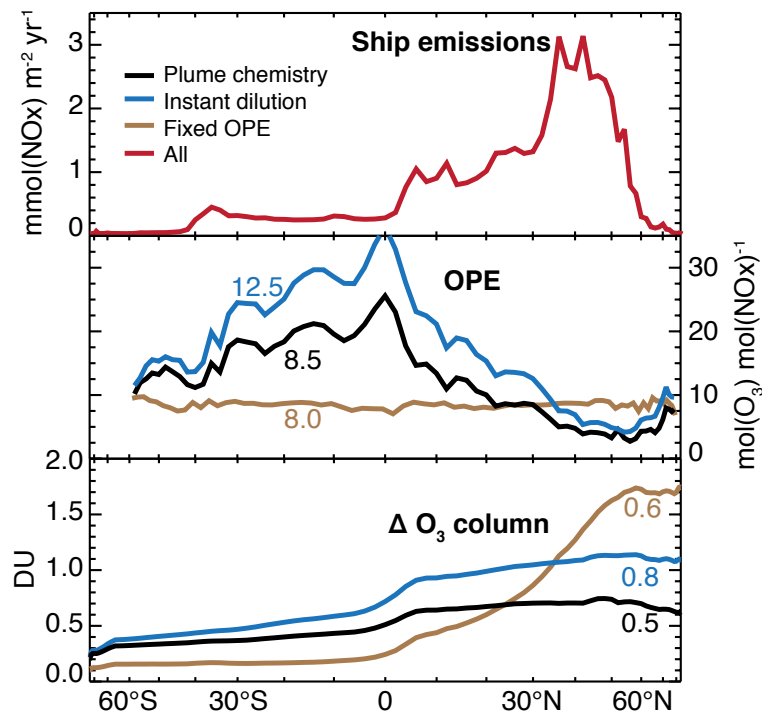 Ship emissions
mmol(NOx) m⁻² yr⁻¹
3
2
1
0
Plume chemistry
Instant dilution
Fixed OPE
All
OPE
12.5
8.5
8.0
30
20
10
0
mol(O₃) mol(NOx)⁻¹
Δ O₃ column
DU
2.0
1.5
1.0
0.5
0.0
0.6
0.8
0.5
60°S 30°S 0 30°N 60°N